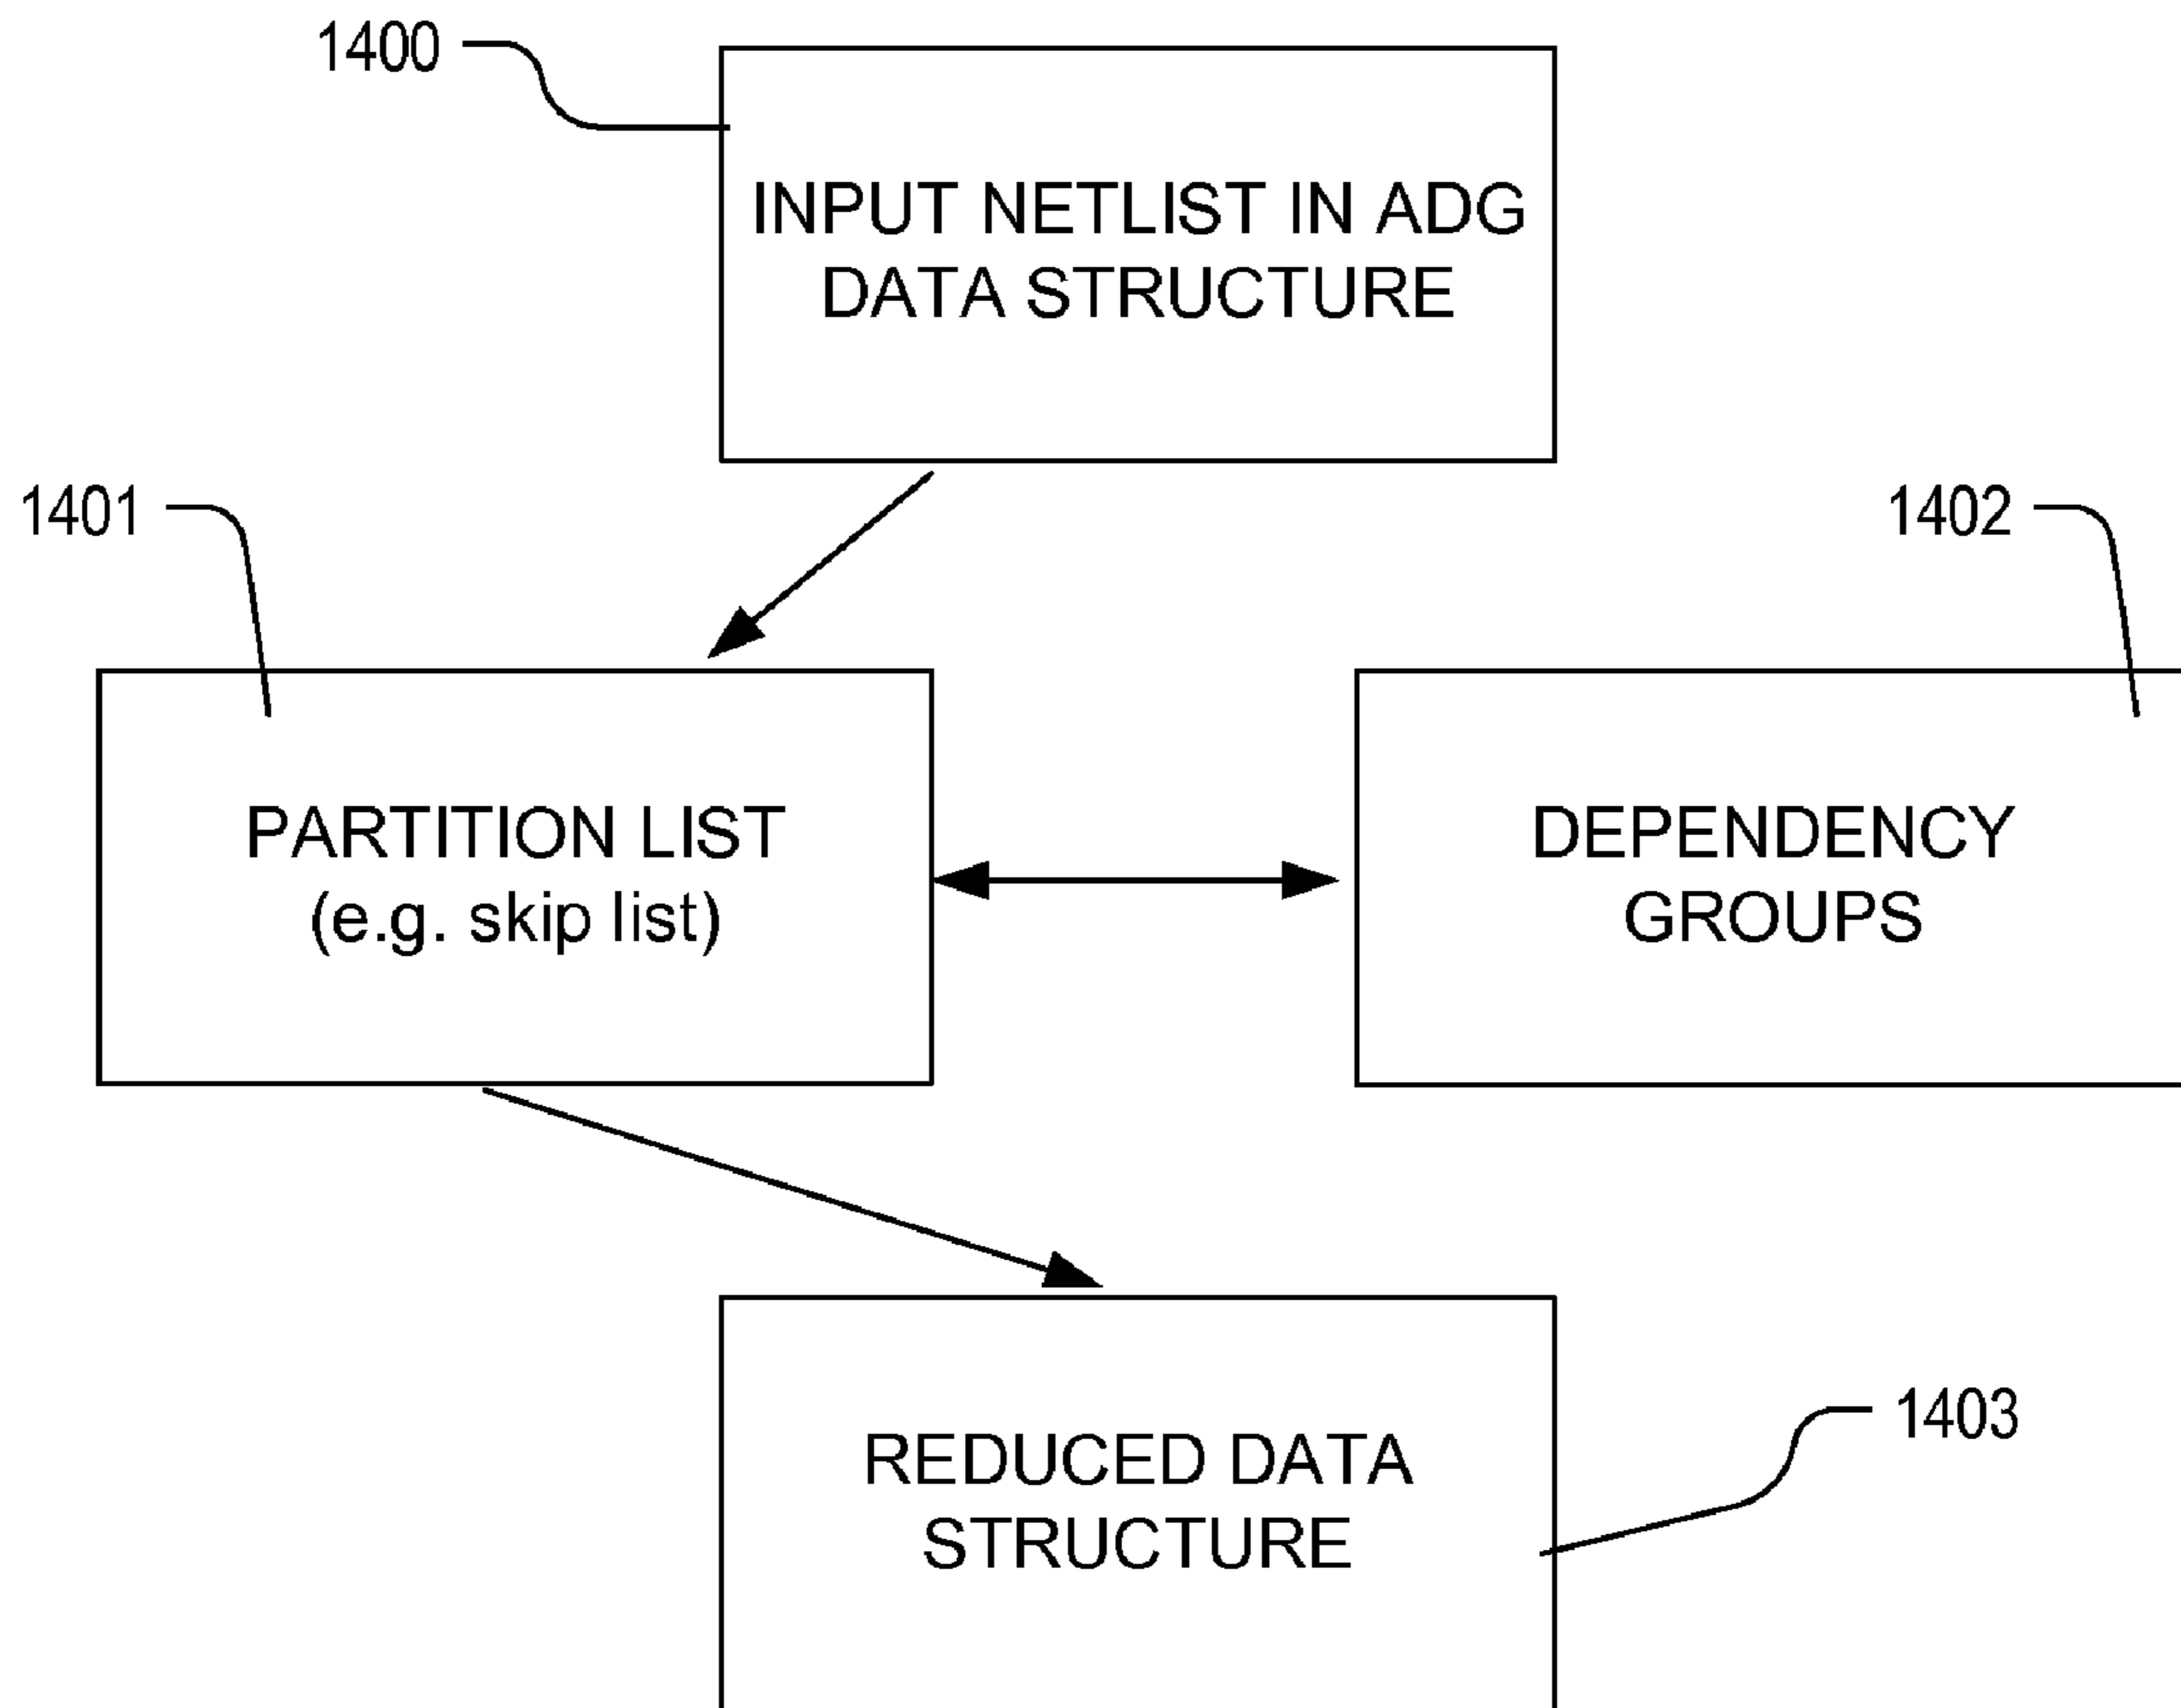 1400
INPUT NETLIST IN ADG
DATA STRUCTURE
1401
1402
PARTITION LIST
(e.g. skip list)
DEPENDENCY
GROUPS
REDUCED DATA
STRUCTURE
1403